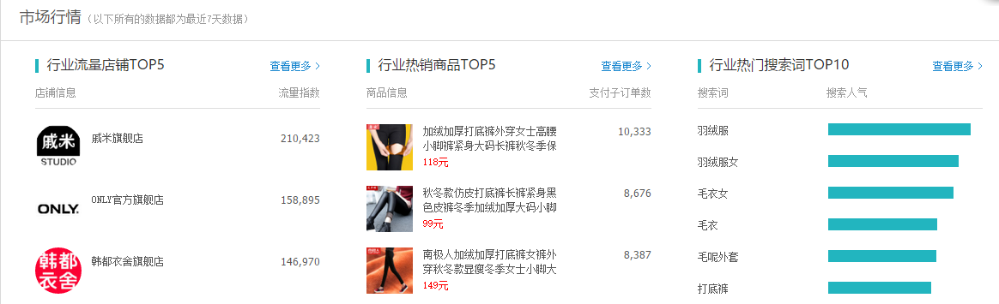 市场行情（以下所有的数据都为最近7天数据）
行业流量店铺TOP5
查看更多
店铺信息
流量指数
戚米
STUDIO
戚米旗舰店
210,423
ONLY.
ONLY官方旗舰店
158,895
韩都
衣舍
韩都衣舍旗舰店
146,970
行业热销商品TOP5
查看更多
商品信息
支付子订单数
加绒加厚打底裤外穿女士高腰
小脚裤紧身大码长裤秋冬季保
118元
10,333
秋冬款仿皮打底裤长裤紧身黑
色皮裤冬季加绒加厚大码小脚
99元
8,676
南极人加绒加厚打底裤女裤外
穿秋冬款显瘦冬季女士小脚大
149元
8,387
行业热门搜索词TOP10
查看更多
搜索词
搜索人气
羽绒服
羽绒服女
毛衣女
毛衣
毛呢外套
打底裤